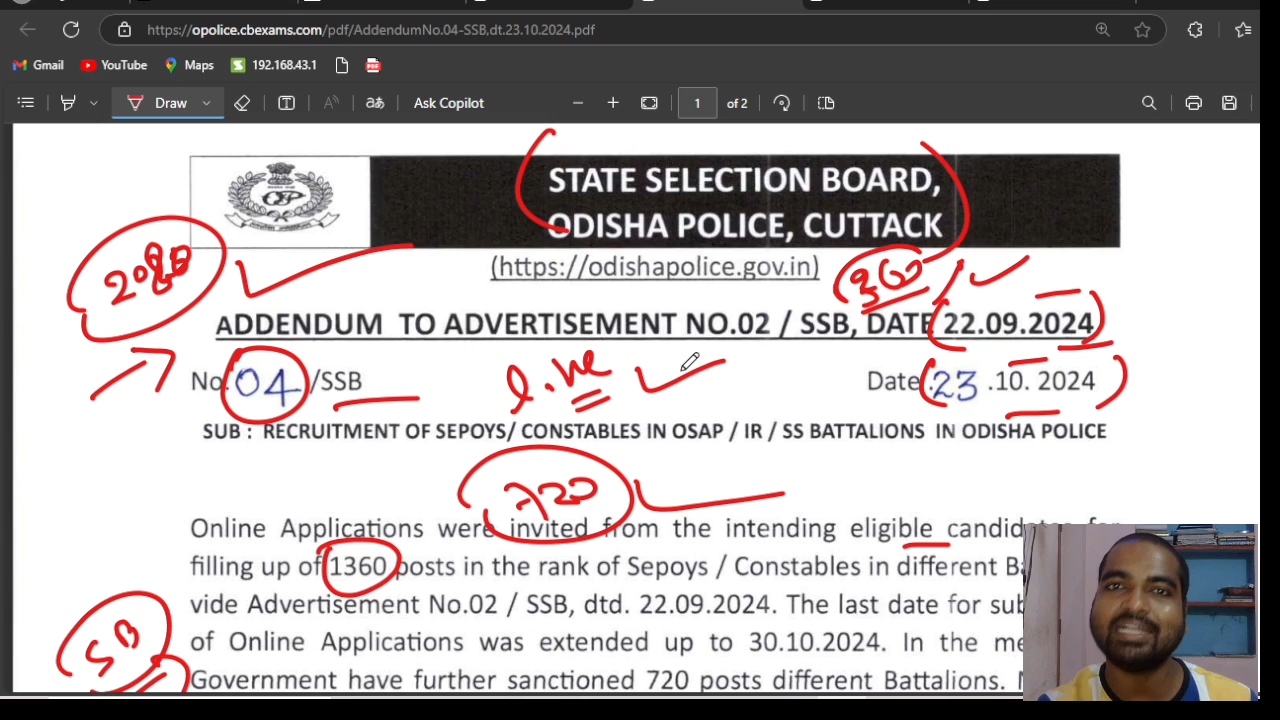 https://opolice.cbexams.com/pdf/AddendumNo.04-SSB,dt.23.10.2024.pdf
Gmail YouTube Maps 192.168.43.1
Draw Ask Copilot 1 of 2
STATE SELECTION BOARD,
ODISHA POLICE, CUTTACK
(https://odishapolice.gov.in)
2080
360
ADDENDUM TO ADVERTISEMENT NO.02 / SSB, DATE 22.09.2024
No. 04 /SSB Date .23 .10. 2024
SUB : RECRUITMENT OF SEPOYS/ CONSTABLES IN OSAP / IR / SS BATTALIONS IN ODISHA POLICE
720
Online Applications were invited from the intending eligible candidates for
filling up of 1360 posts in the rank of Sepoys / Constables in different
vide Advertisement No.02 / SSB, dtd. 22.09.2024. The last date for
of Online Applications was extended up to 30.10.2024. In the
SB
Government have further sanctioned 720 posts different Battalions.